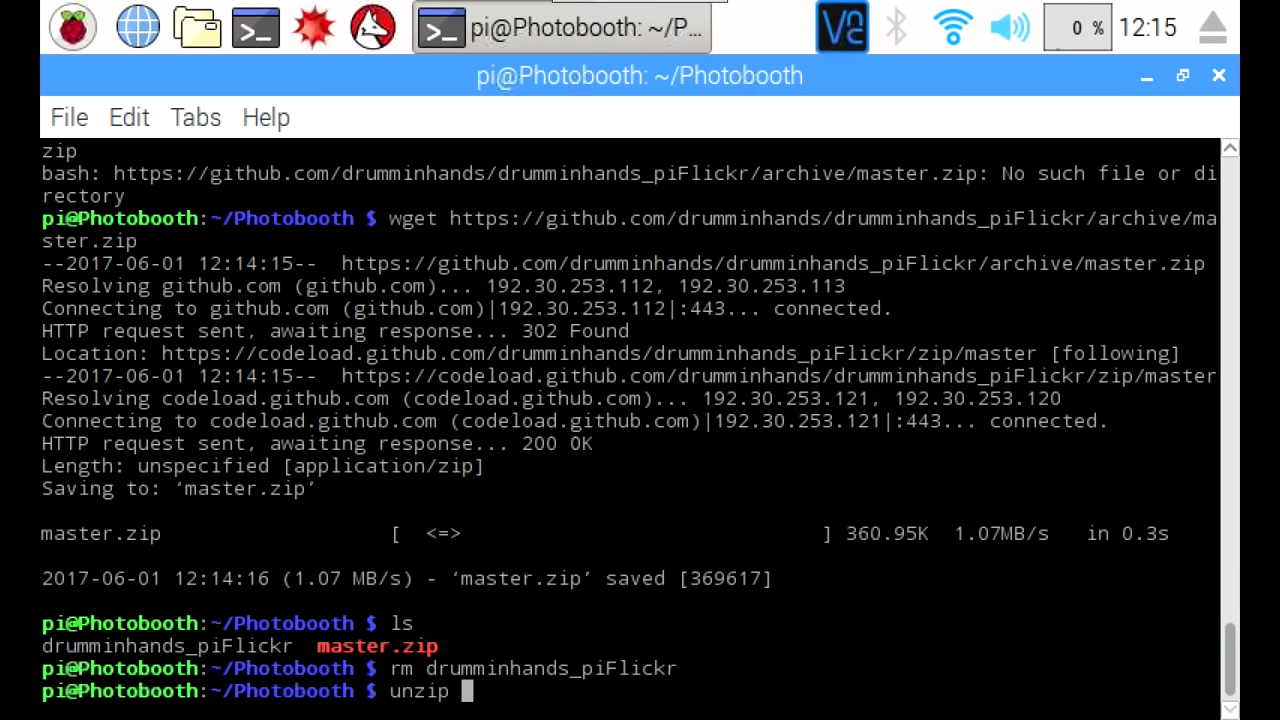 pi@Photobooth: ~/P...
0 %
12:15
pi@Photobooth: ~/Photobooth
File Edit Tabs Help
zip
bash: https://github.com/drumminhands/drumminhands_piFlickr/archive/master.zip: No such file or di
rectory
pi@Photobooth:~/Photobooth $ wget https://github.com/drumminhands/drumminhands_piFlickr/archive/ma
ster.zip
--2017-06-01 12:14:15--  https://github.com/drumminhands/drumminhands_piFlickr/archive/master.zip
Resolving github.com (github.com)... 192.30.253.112, 192.30.253.113
Connecting to github.com (github.com)|192.30.253.112|:443... connected.
HTTP request sent, awaiting response... 302 Found
Location: https://codeload.github.com/drumminhands/drumminhands_piFlickr/zip/master [following]
--2017-06-01 12:14:15--  https://codeload.github.com/drumminhands/drumminhands_piFlickr/zip/master
Resolving codeload.github.com (codeload.github.com)... 192.30.253.121, 192.30.253.120
Connecting to codeload.github.com (codeload.github.com)|192.30.253.121|:443... connected.
HTTP request sent, awaiting response... 200 OK
Length: unspecified [application/zip]
Saving to: ‘master.zip’
master.zip [ <=> ] 360.95K 1.07MB/s in 0.3s
2017-06-01 12:14:16 (1.07 MB/s) - ‘master.zip’ saved [369617]
pi@Photobooth:~/Photobooth $ ls
drumminhands_piFlickr master.zip
pi@Photobooth:~/Photobooth $ rm drumminhands_piFlickr
pi@Photobooth:~/Photobooth $ unzip